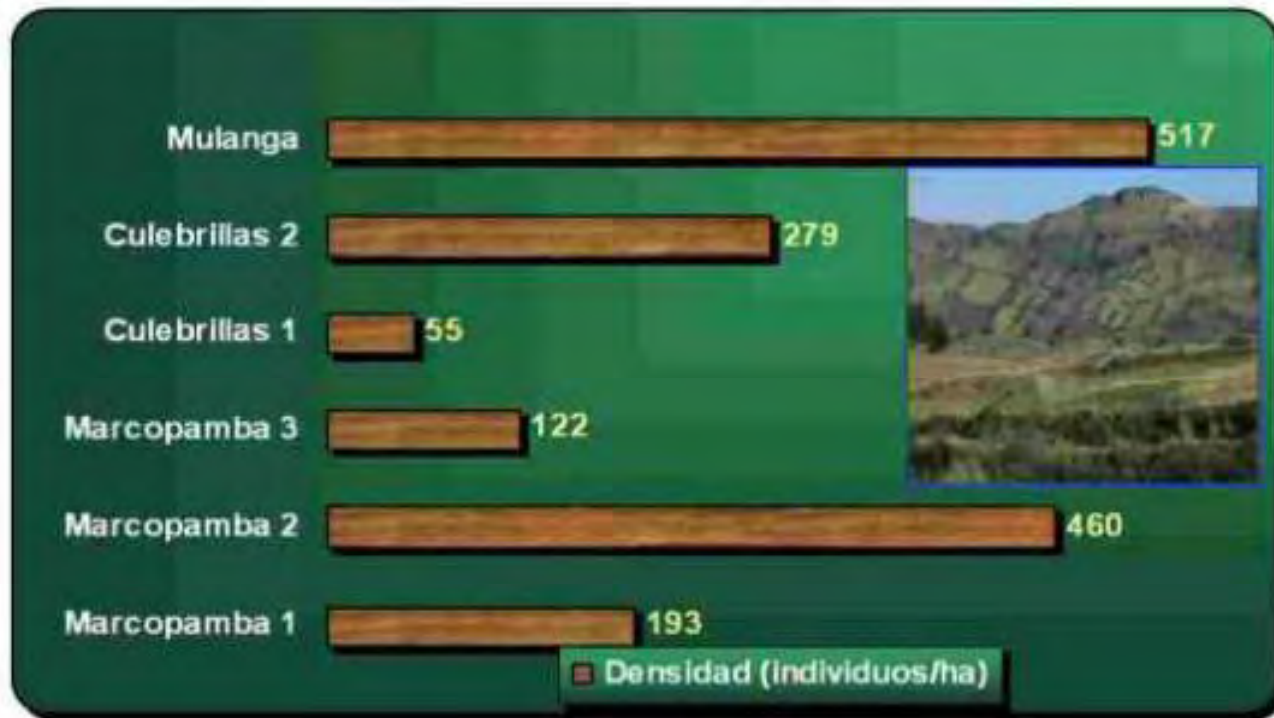 Mulanga 517
Culebrillas 2 279
Culebrillas 1 55
Marcopamba 3 122
Marcopamba 2 460
Marcopamba 1 193
Densidad (individuos/ha)